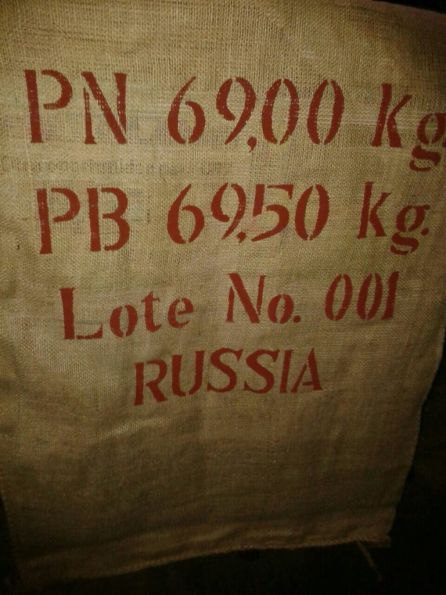 PN 69,00 kg
PB 69,50 kg.
Lote No. 001
RUSSIA